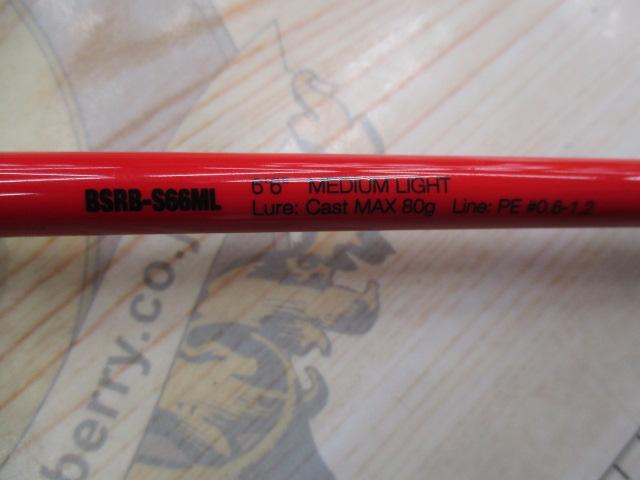 BSRB-S66ML
6'6" MEDIUM LIGHT
Lure: Cast MAX 80g Line: PE #0.6-1.2
berry.co.j